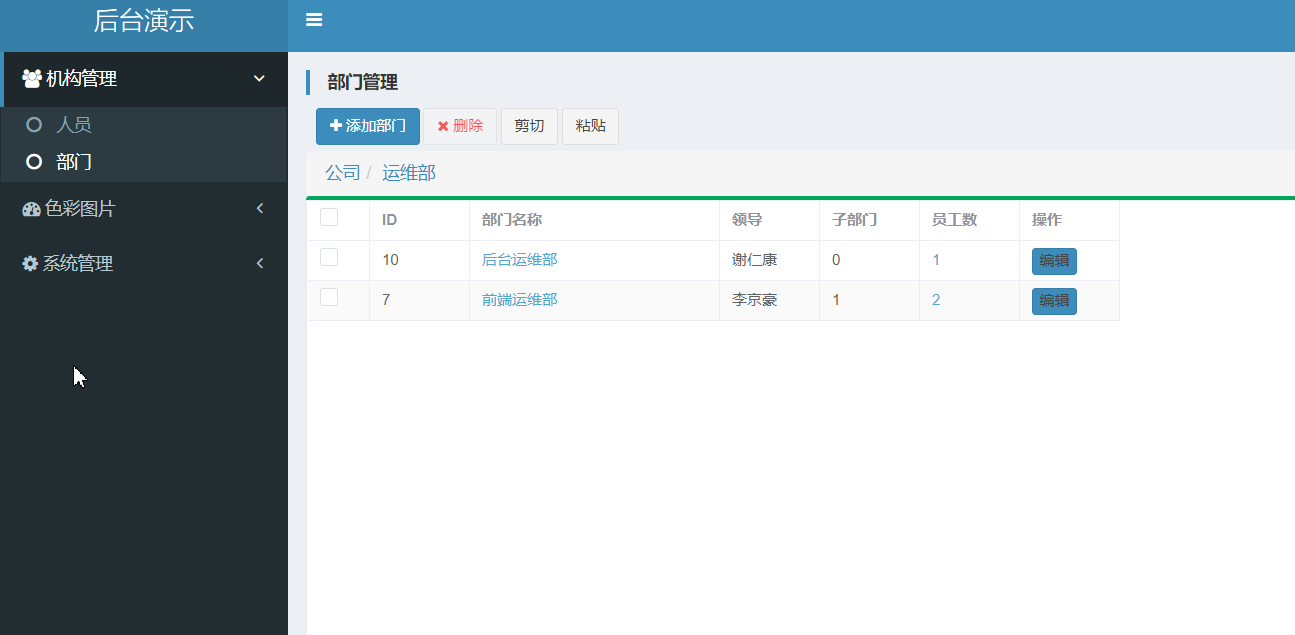 后台演示
机构管理
人员
部门
色彩图片
系统管理
部门管理
添加部门 删除 剪切 粘贴
公司 / 运维部
ID 部门名称 领导 子部门 员工数 操作
10 后台运维部 谢仁康 0 1 编辑
7 前端运维部 李京豪 1 2 编辑